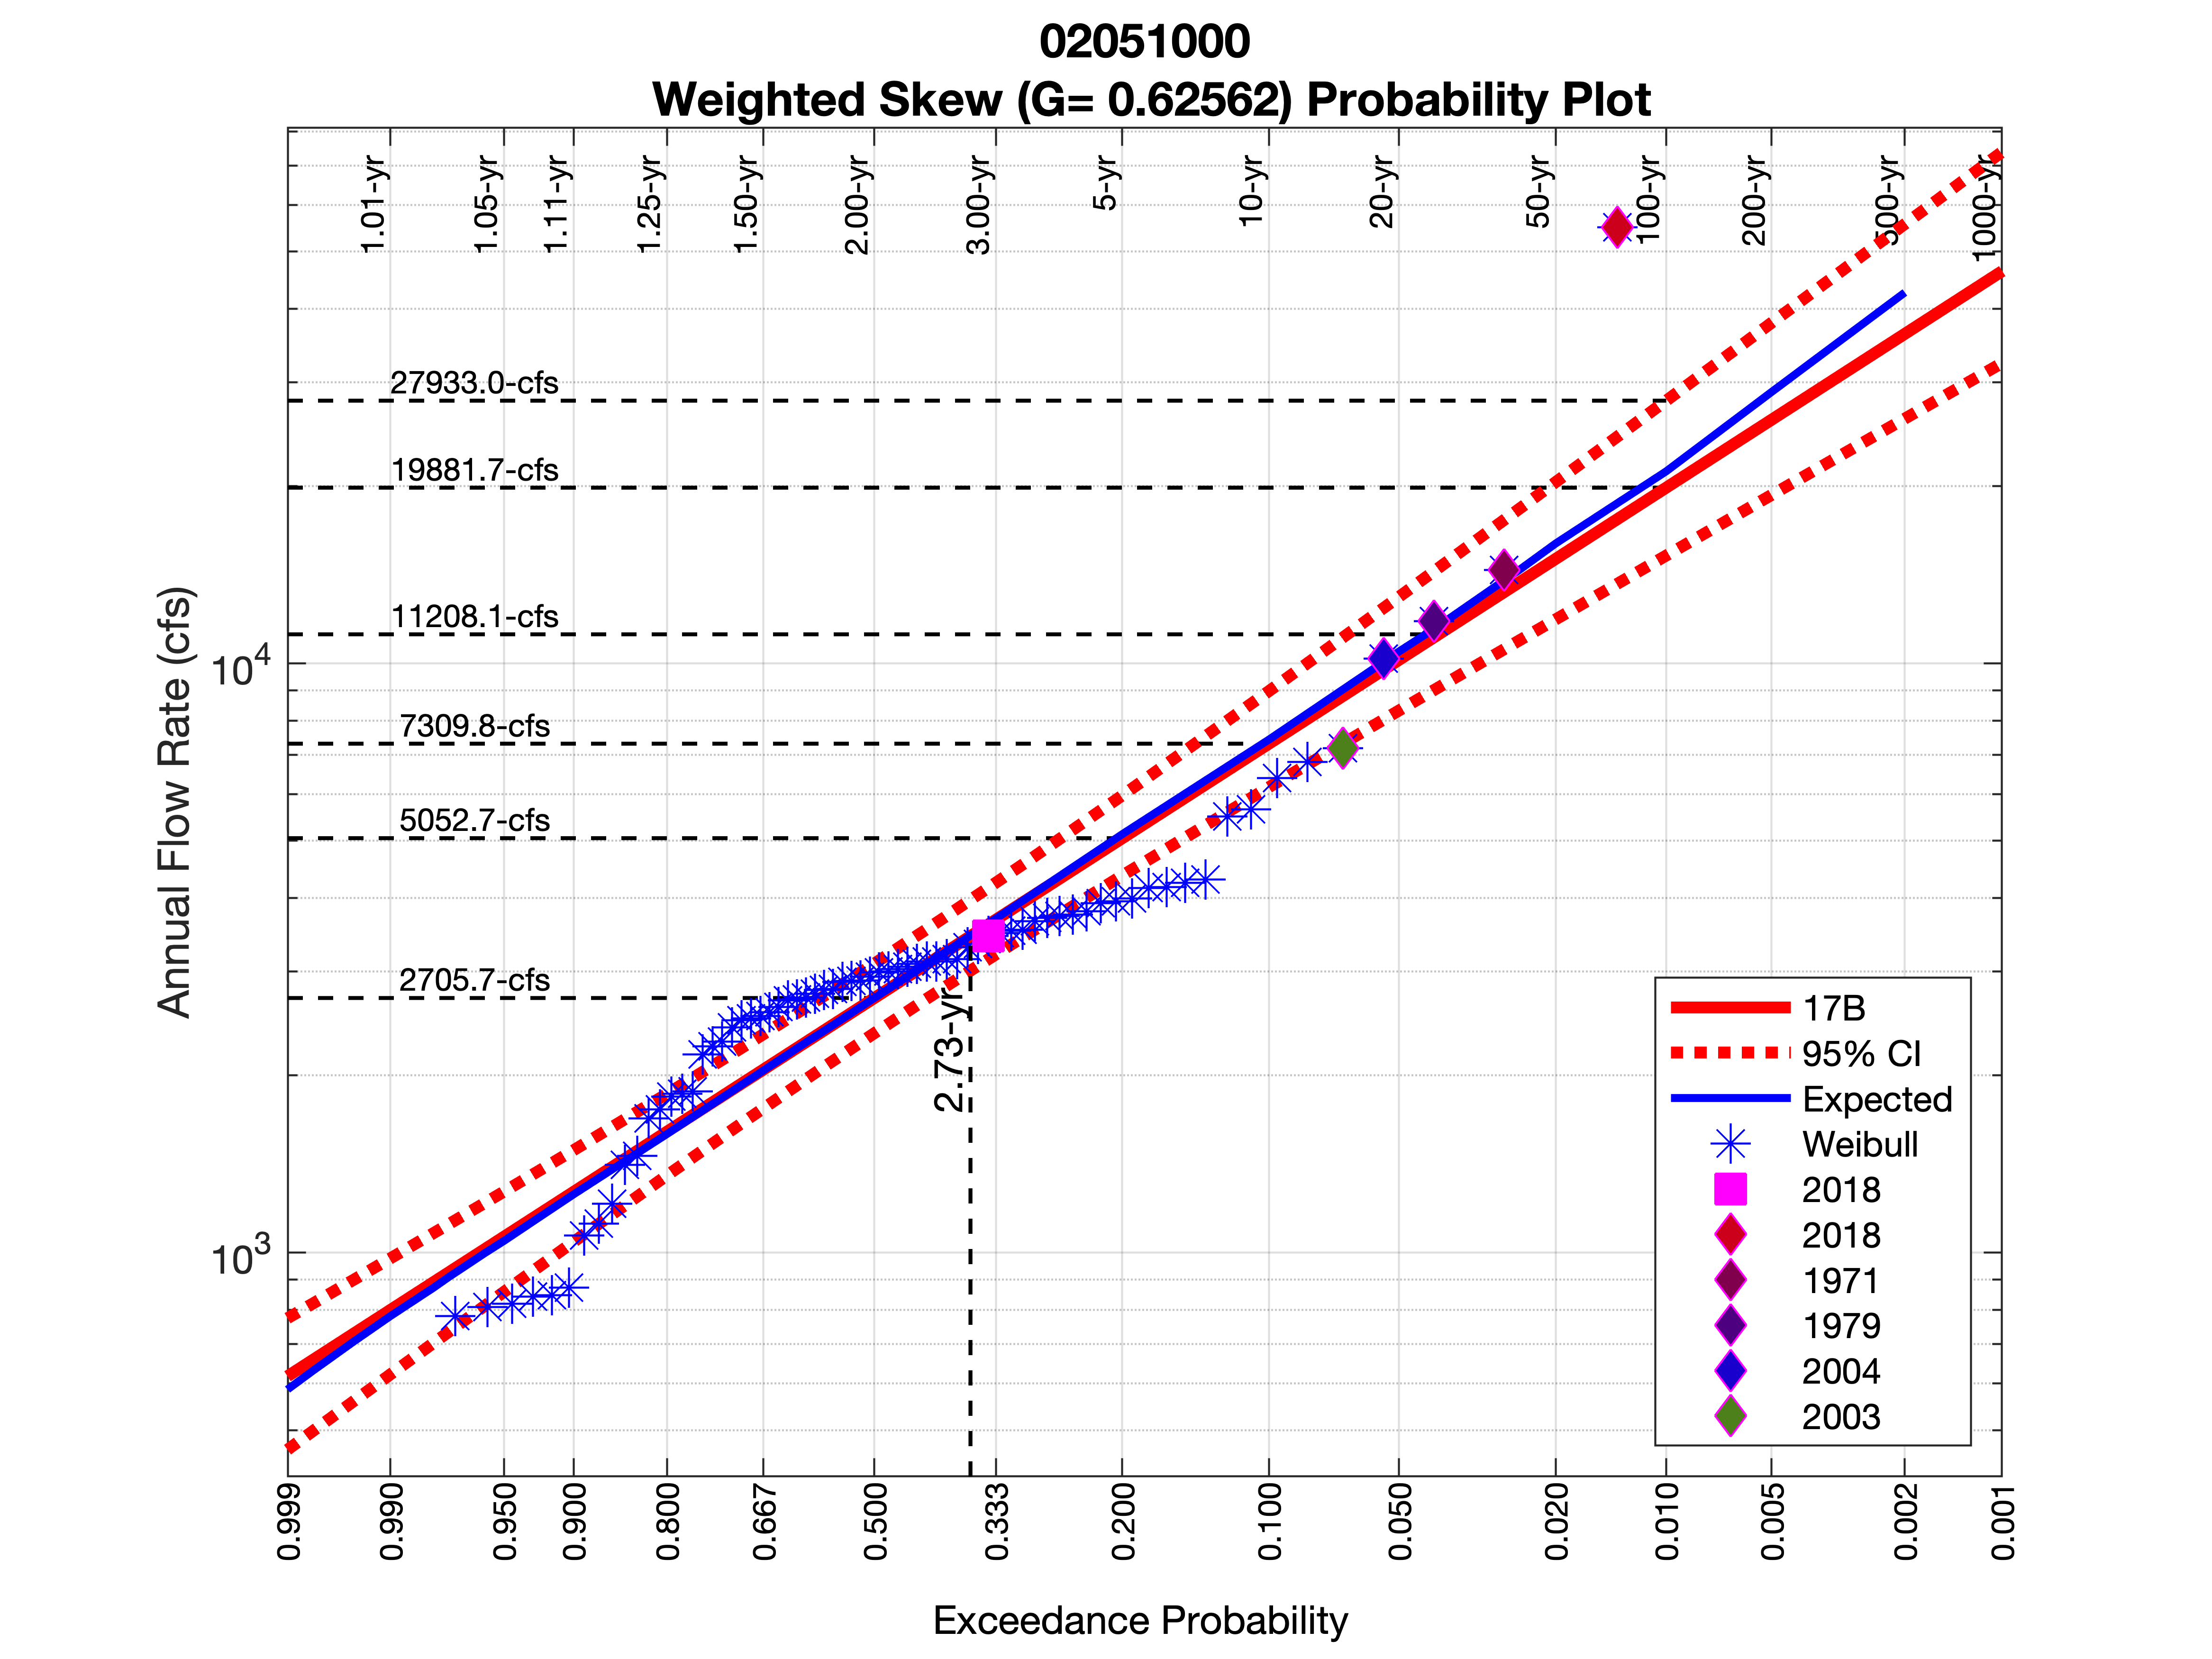 02051000
Weighted Skew (G= 0.62562) Probability Plot
1.01-yr
1.05-yr
1.11-yr
1.25-yr
1.50-yr
2.00-yr
3.00-yr
5-yr
10-yr
20-yr
50-yr
100-yr
200-yr
500-yr
1000-yr
27933.0-cfs
19881.7-cfs
11208.1-cfs
7309.8-cfs
5052.7-cfs
2705.7-cfs
2.73-yr
Annual Flow Rate (cfs)
10⁴
10³
17B
95% CI
Expected
Weibull
2018
2018
1971
1979
2004
2003
0.999
0.990
0.950
0.900
0.800
0.667
0.500
0.333
0.200
0.100
0.050
0.020
0.010
0.005
0.002
0.001
Exceedance Probability